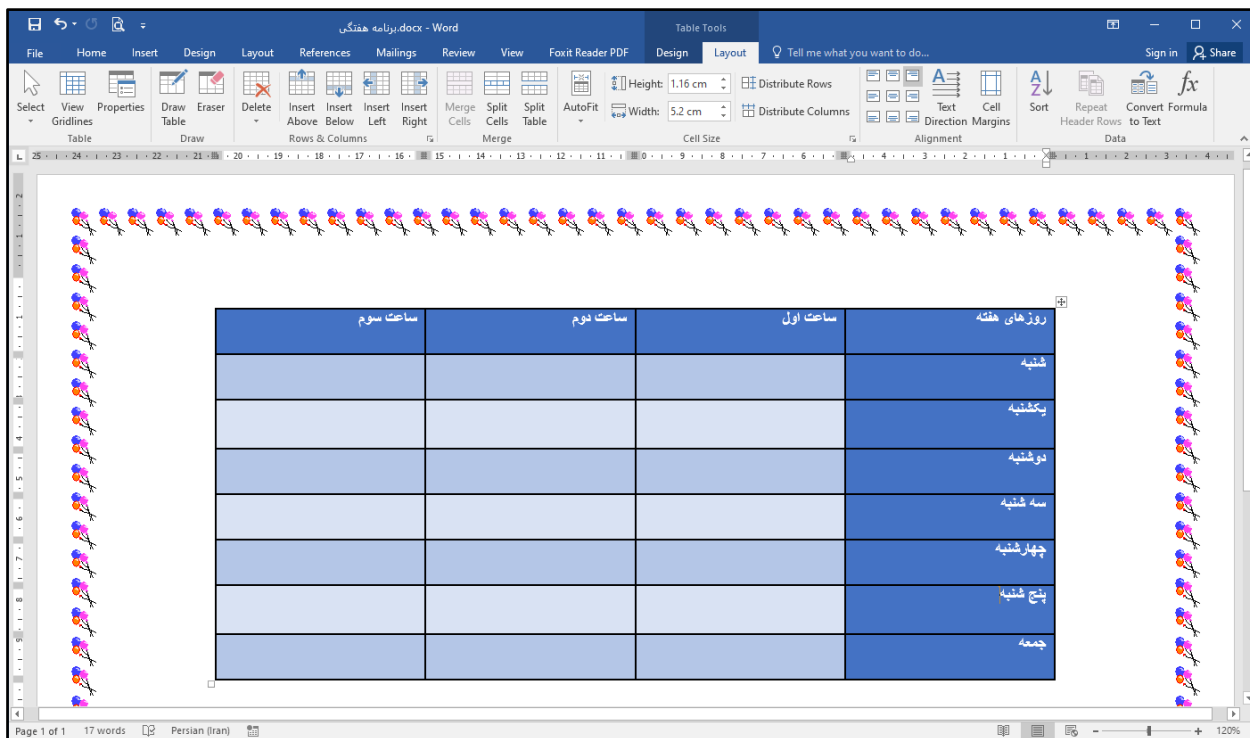 برنامه هفتگی.docx - Word
Table Tools
File Home Insert Design Layout References Mailings Review View Foxit Reader PDF Design Layout Tell me what you want to do... Sign in Share
Select
View Gridlines
Properties
Table
Draw Table
Eraser
Draw
Delete
Insert Above
Insert Below
Insert Left
Insert Right
Rows & Columns
Merge Cells
Split Cells
Split Table
Merge
AutoFit
Height: 1.16 cm
Width: 5.2 cm
Distribute Rows
Distribute Columns
Cell Size
Text Direction
Cell Margins
Alignment
Sort
Repeat Header Rows
Convert to Text
Formula
Data
روزهای هفته ساعت اول ساعت دوم ساعت سوم
شنبه
یکشنبه
دوشنبه
سه شنبه
چهارشنبه
پنج شنبه
جمعه
Page 1 of 1 17 words Persian (Iran) 120%